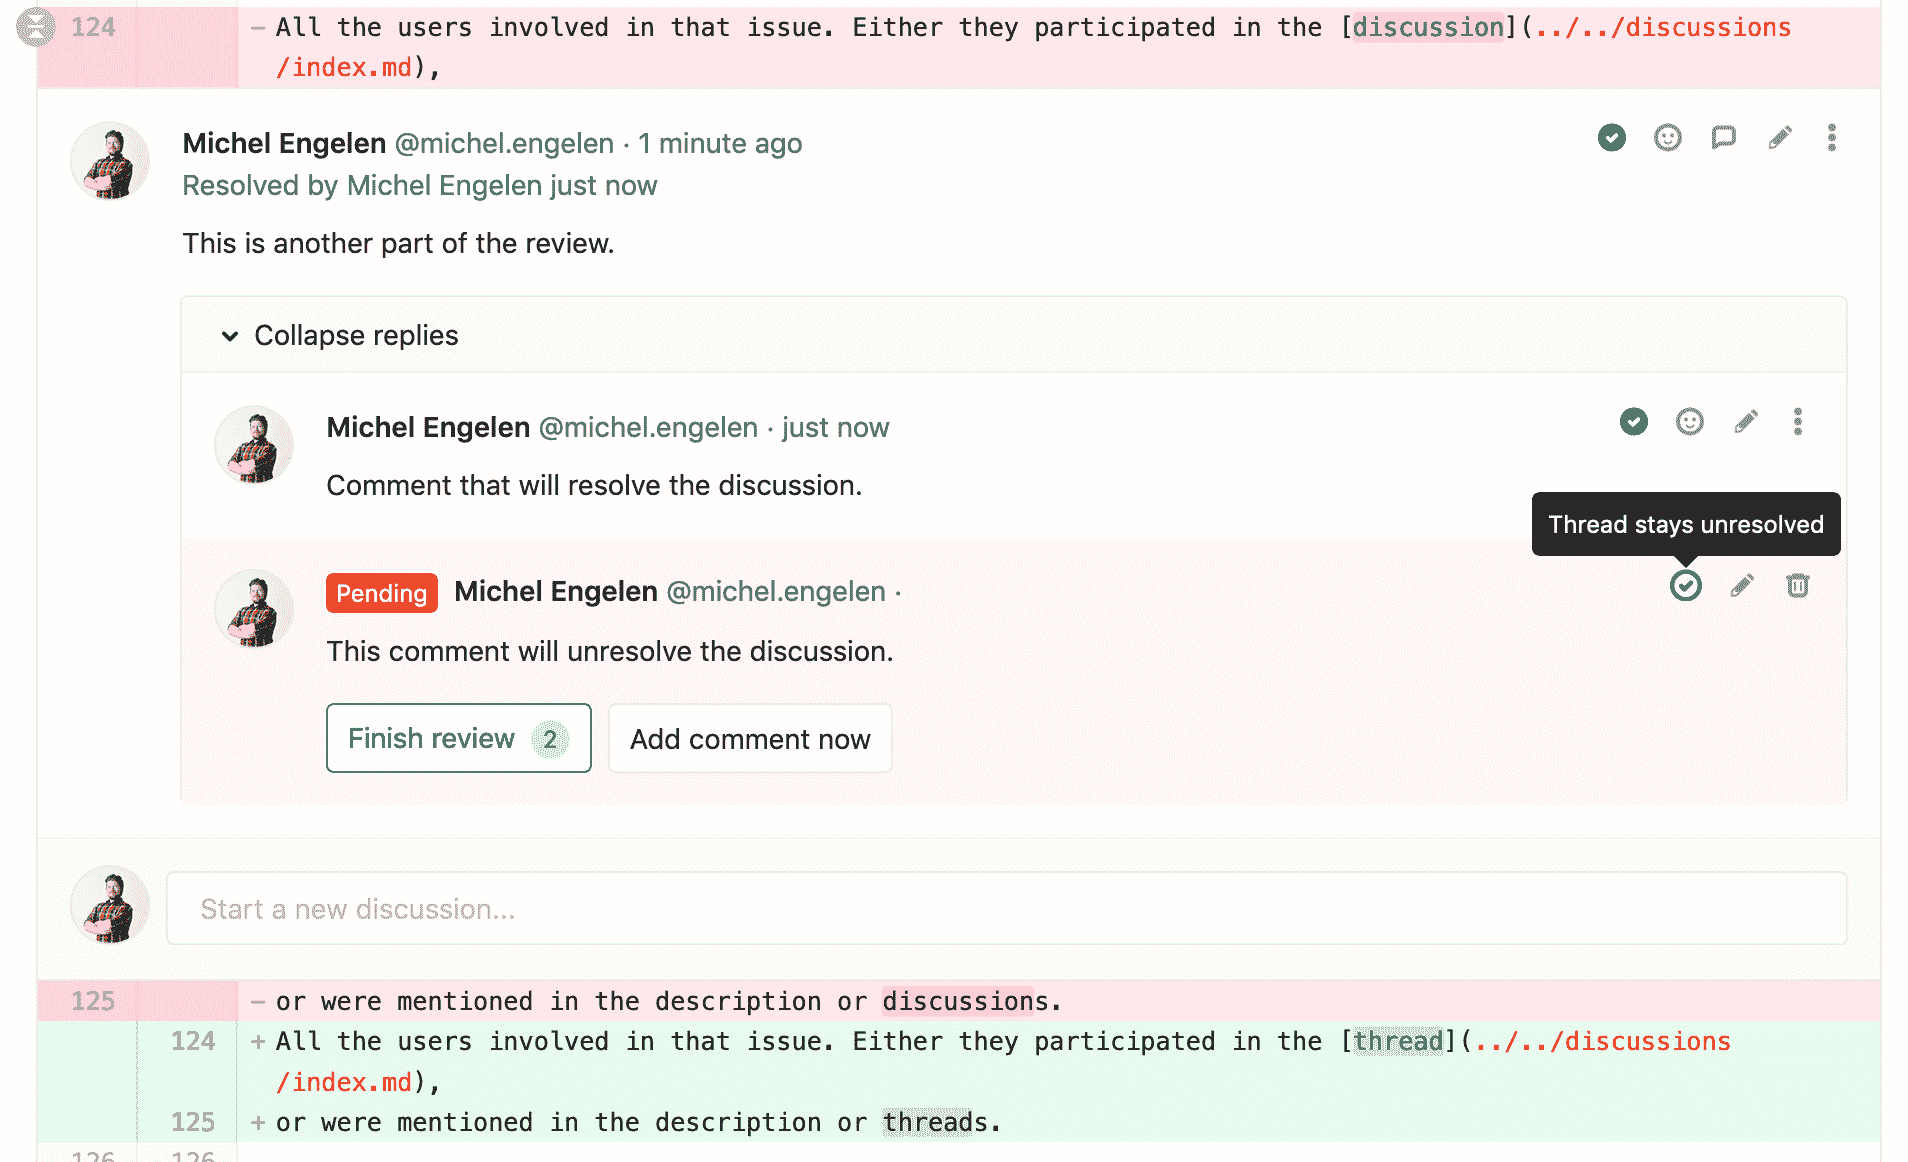 124 − All the users involved in that issue. Either they participated in the [discussion](../../discussions
/index.md),
Michel Engelen @michel.engelen · 1 minute ago
Resolved by Michel Engelen just now
This is another part of the review.
Collapse replies
Michel Engelen @michel.engelen · just now
Comment that will resolve the discussion.
Thread stays unresolved
Pending Michel Engelen @michel.engelen ·
This comment will unresolve the discussion.
Finish review 2 Add comment now
Start a new discussion...
125 − or were mentioned in the description or discussions.
124 + All the users involved in that issue. Either they participated in the [thread](../../discussions
/index.md),
125 + or were mentioned in the description or threads.
126 126